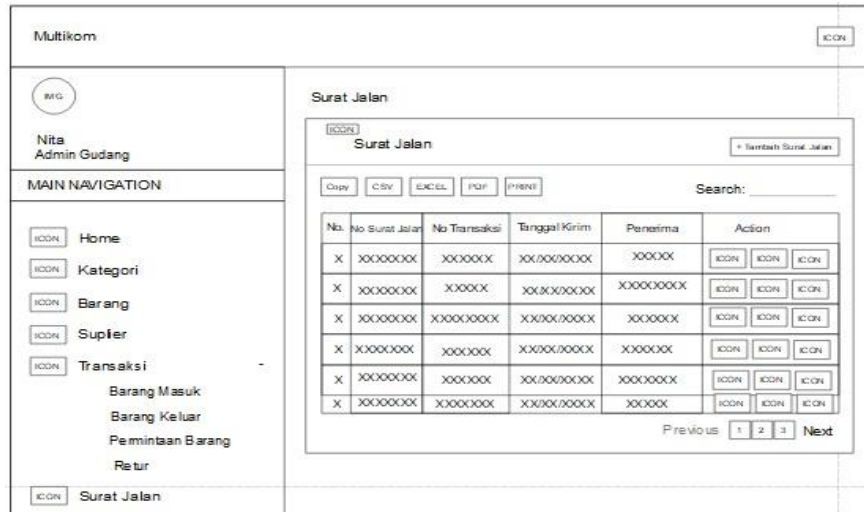 Multikom ICON
IMG
Nita
Admin Gudang
MAIN NAVIGATION
ICON Home
ICON Kategori
ICON Barang
ICON Suplier
ICON Transaksi -
Barang Masuk
Barang Keluar
Permintaan Barang
Retur
ICON Surat Jalan
Surat Jalan
ICON
Surat Jalan + Tambah Surat Jalan
Copy CSV EXCEL PDF PRINT Search:
No. No Surat Jalan No Transaksi Tanggal Kirim Penerima Action
X XXXXXXX XXXXXX XX/XX/XXXX XXXXX ICON ICON ICON
X XXXXXXX XXXXX XX/XX/XXXX XXXXXXXX ICON ICON ICON
X XXXXXXX XXXXXXXX XX/XX/XXXX XXXXXX ICON ICON ICON
X XXXXXXX XXXXXX XX/XX/XXXX XXXXXX ICON ICON ICON
X XXXXXXX XXXXXX XX/XX/XXXX XXXXXXX ICON ICON ICON
X XXXXXXX XXXXXXX XX/XX/XXXX XXXXX ICON ICON ICON
Previous 1 2 3 Next